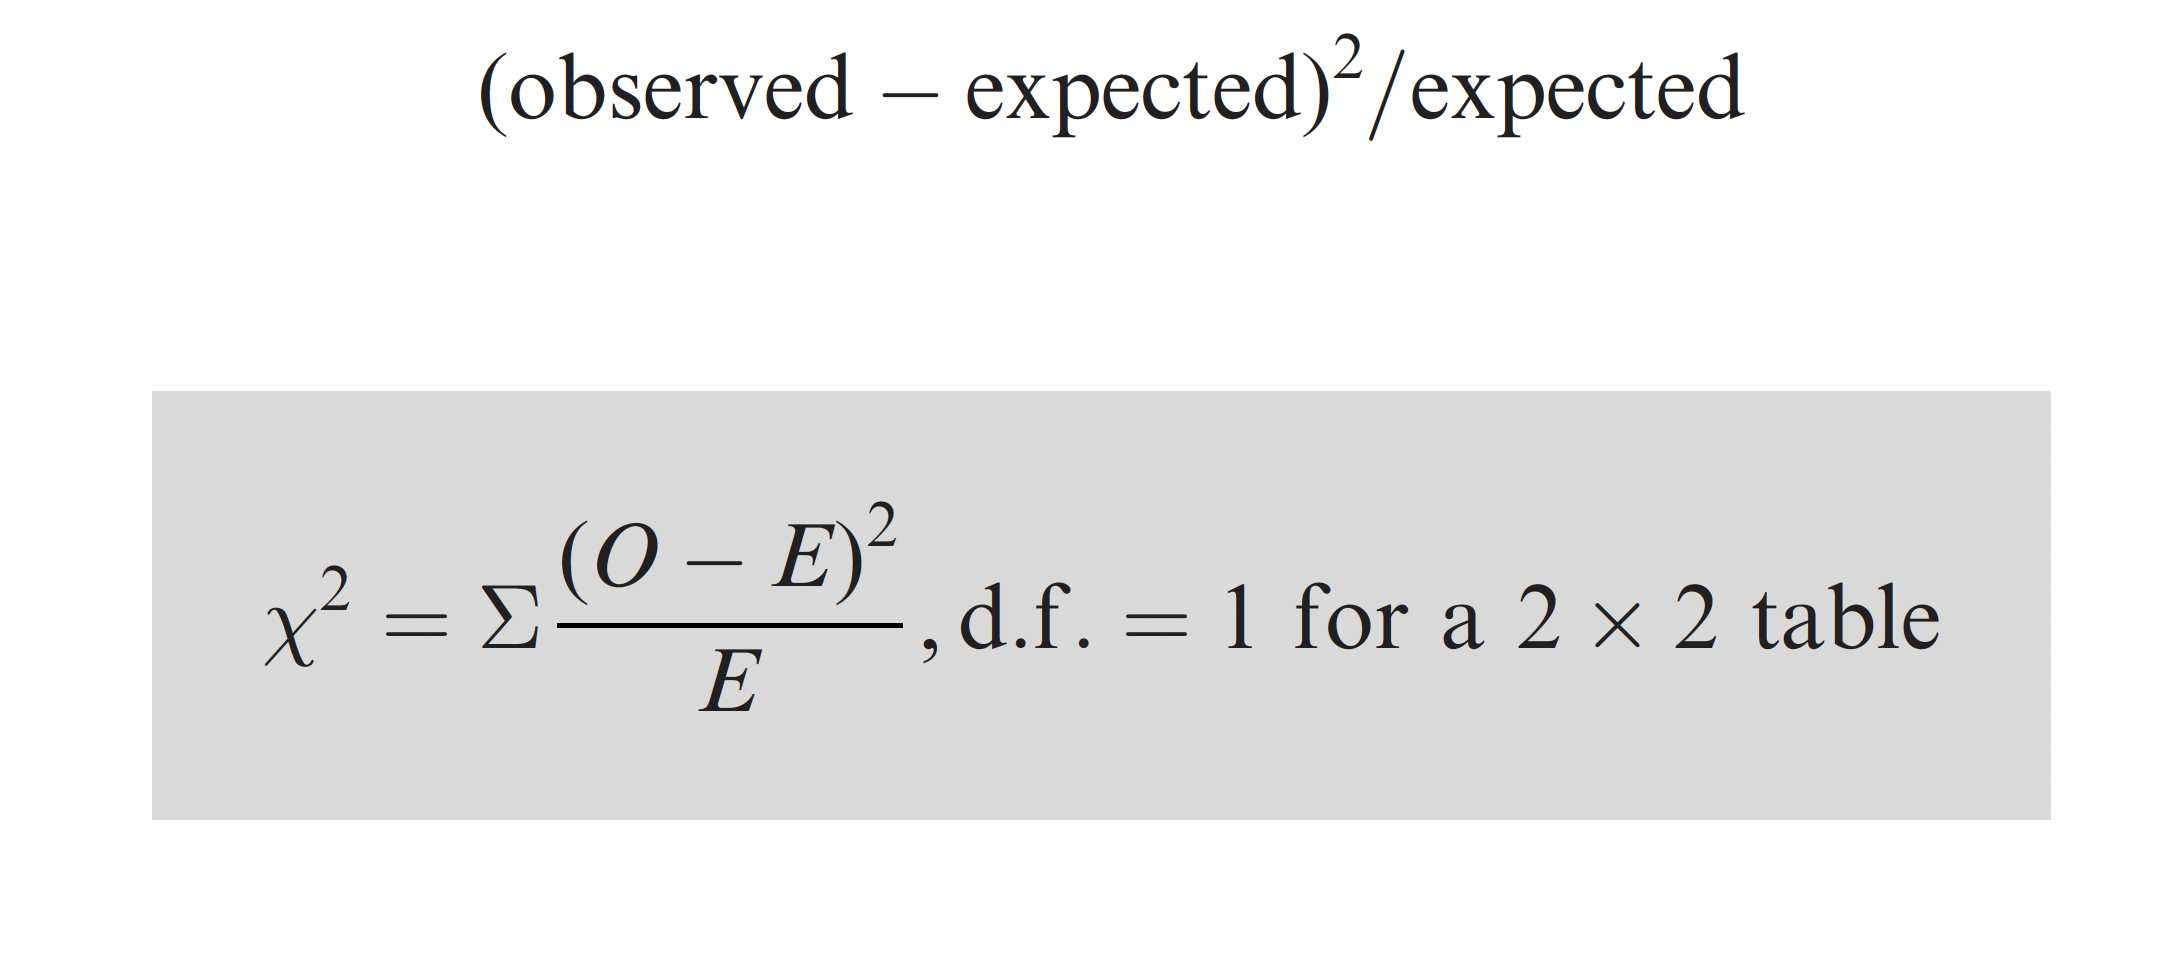 (observed − expected)²/expected
χ² = Σ (O − E)²/E , d.f. = 1 for a 2 × 2 table